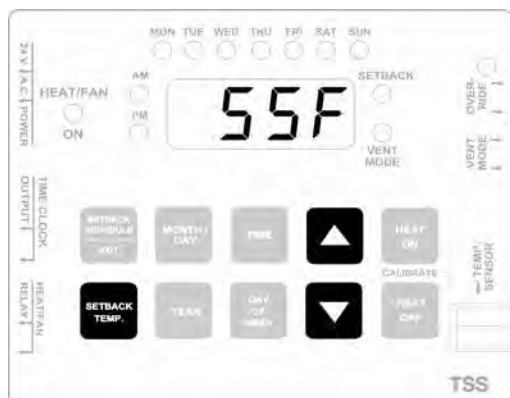 MON TUE WED THU FRI SAT SUN
24 V. A.C. POWER
HEAT/FAN
ON
AM
PM
55F
SETBACK
VENT
MODE
OVER-
RIDE
VENT
MODE
TIME CLOCK
OUTPUT
HEAT/FAN
RELAY
SETBACK
SCHEDULE
EXIT
MONTH/
DAY
TIME
HEAT
ON
CALIBRATE
SETBACK
TEMP.
YEAR
DAY
OF
WEEK
HEAT
OFF
TEMP.
SENSOR
TSS